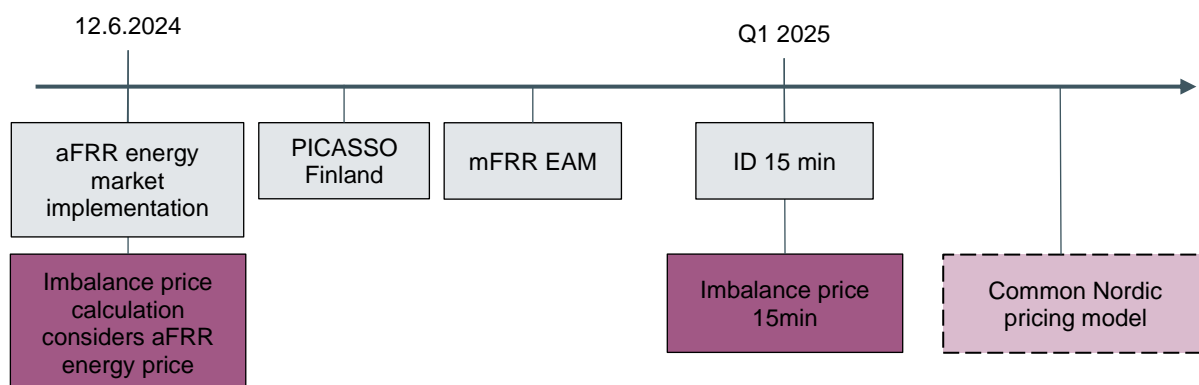 12.6.2024
Q1 2025
aFRR energy
market
implementation
PICASSO
Finland
mFRR EAM
ID 15 min
Imbalance price
calculation
considers aFRR
energy price
Imbalance price
15min
Common Nordic
pricing model